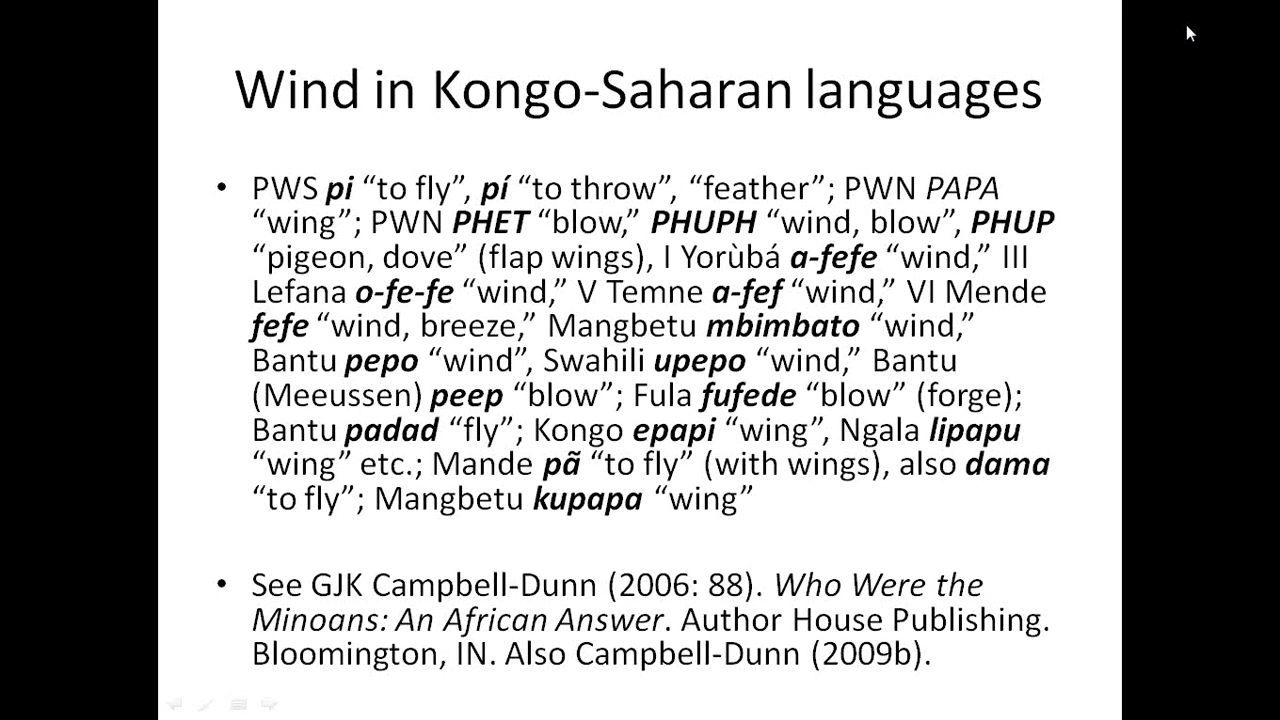 Wind in Kongo-Saharan languages
• PWS pi “to fly”, pí “to throw”, “feather”; PWN PAPA
“wing”; PWN PHET “blow,” PHUPH “wind, blow”, PHUP
“pigeon, dove” (flap wings), I Yorùbá a-fefe “wind,” III
Lefana o-fe-fe “wind,” V Temne a-fef “wind,” VI Mende
fefe “wind, breeze,” Mangbetu mbimbato “wind,”
Bantu pepo “wind”, Swahili upepo “wind,” Bantu
(Meeussen) peep “blow”; Fula fufede “blow” (forge);
Bantu padad “fly”; Kongo epapi “wing”, Ngala lipapu
“wing” etc.; Mande pã “to fly” (with wings), also dama
“to fly”; Mangbetu kupapa “wing”
• See GJK Campbell-Dunn (2006: 88). Who Were the
Minoans: An African Answer. Author House Publishing.
Bloomington, IN. Also Campbell-Dunn (2009b).